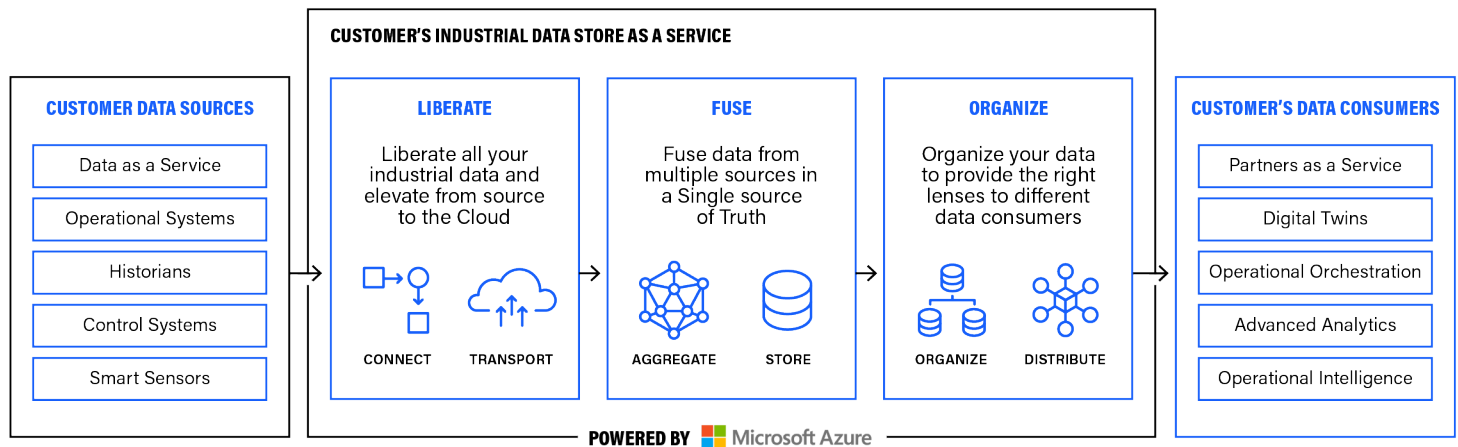 CUSTOMER'S INDUSTRIAL DATA STORE AS A SERVICE
CUSTOMER DATA SOURCES
Data as a Service
Operational Systems
Historians
Control Systems
Smart Sensors
LIBERATE
Liberate all your
industrial data and
elevate from source
to the Cloud
CONNECT
TRANSPORT
FUSE
Fuse data from
multiple sources in
a Single source
of Truth
AGGREGATE
STORE
ORGANIZE
Organize your data
to provide the right
lenses to different
data consumers
ORGANIZE
DISTRIBUTE
CUSTOMER'S DATA CONSUMERS
Partners as a Service
Digital Twins
Operational Orchestration
Advanced Analytics
Operational Intelligence
POWERED BY Microsoft Azure